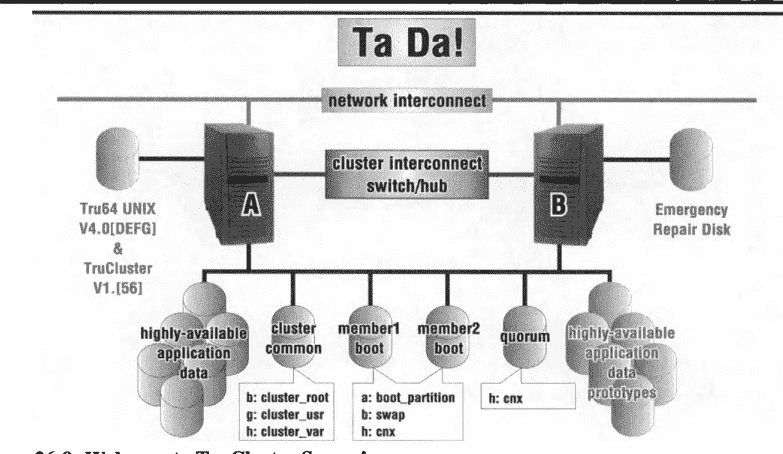 Ta Da!
network interconnect
cluster interconnect
switch/hub
A
B
Tru64 UNIX
V4.0[DEFG]
&
TruCluster
V1.[56]
Emergency
Repair Disk
highly-available
application
data
cluster
common
member1
boot
member2
boot
quorum
highly-available
application
data
prototypes
b: cluster_root
g: cluster_usr
h: cluster_var
a: boot_partition
b: swap
h: cnx
h: cnx